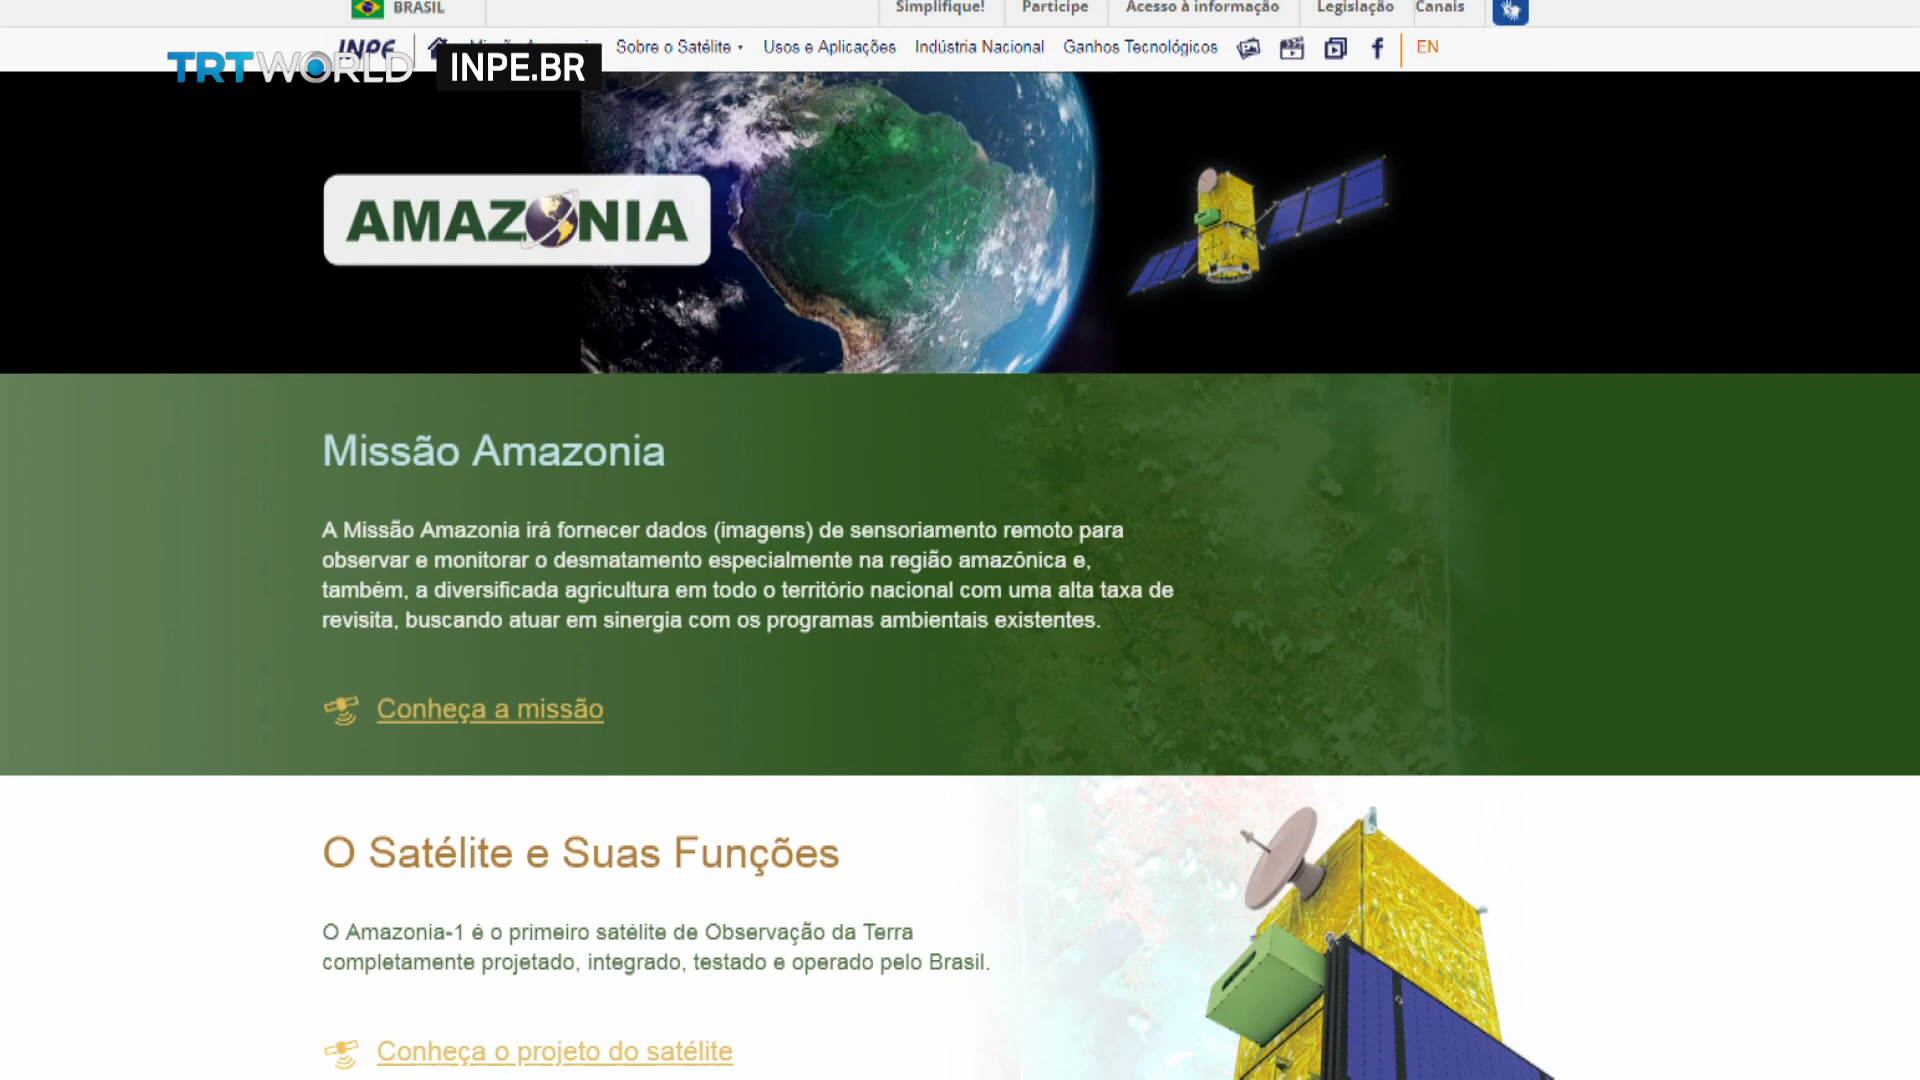 BRASIL
Simplifique!
Participe
Acesso à informação
Legislação
Canais
INPE
Sobre o Satélite
Usos e Aplicações
Indústria Nacional
Ganhos Tecnológicos
EN
TRT WORLD
INPE.BR
AMAZONIA
Missão Amazonia
A Missão Amazonia irá fornecer dados (imagens) de sensoriamento remoto para
observar e monitorar o desmatamento especialmente na região amazônica e,
também, a diversificada agricultura em todo o território nacional com uma alta taxa de
revisita, buscando atuar em sinergia com os programas ambientais existentes.
Conheça a missão
O Satélite e Suas Funções
O Amazonia-1 é o primeiro satélite de Observação da Terra
completamente projetado, integrado, testado e operado pelo Brasil.
Conheça o projeto do satélite